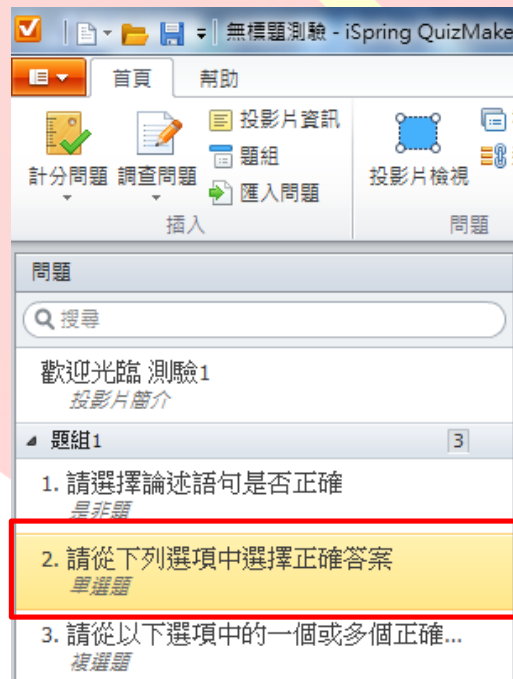 無標題測驗 - iSpring QuizMake
首頁 幫助
計分問題 調查問題 投影片資訊
題組
匯入問題
投影片檢視
插入 問題
問題
搜尋
歡迎光臨 測驗1
投影片簡介
題組1 3
1. 請選擇論述語句是否正確
是非題
2. 請從下列選項中選擇正確答案
單選題
3. 請從以下選項中的一個或多個正確...
複選題